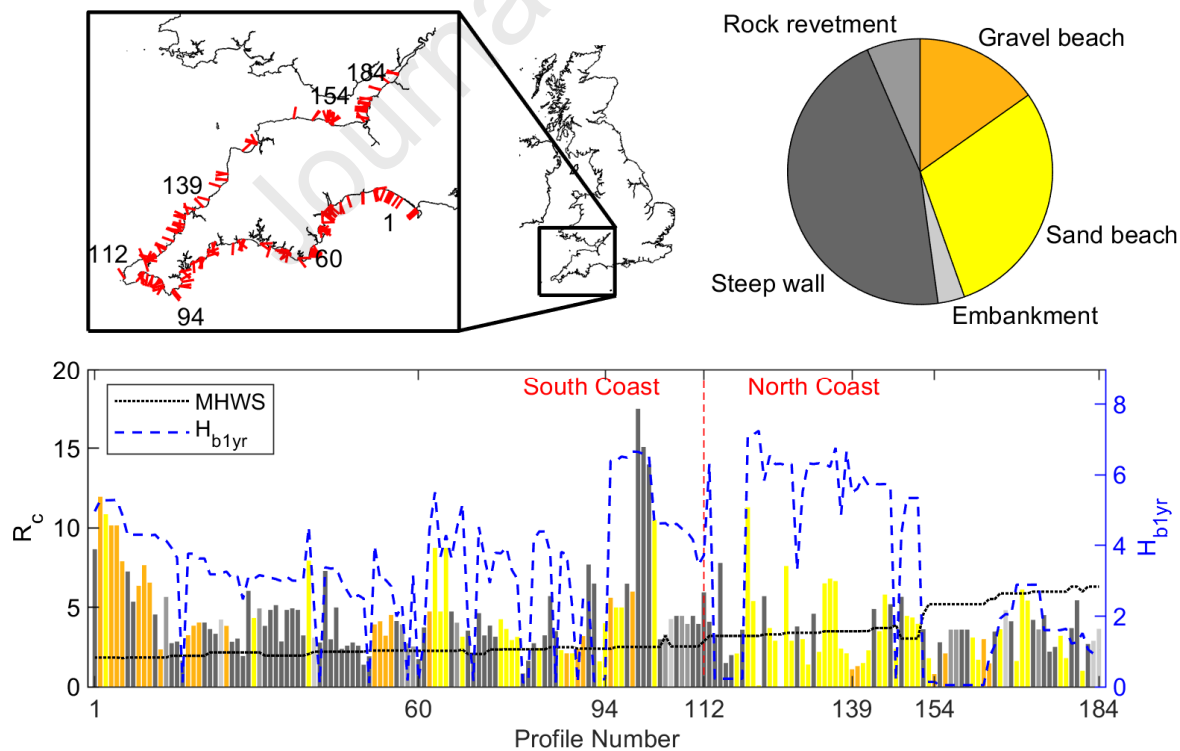 Journa
184
154
139
1
112
60
94
Rock revetment
Gravel beach
Sand beach
Steep wall
Embankment
20
15
10
5
0
R_c
MHWS
H_b1yr
South Coast
North Coast
8
6
4
2
0
H_b1yr
1 60 94 112 139 154 184
Profile Number